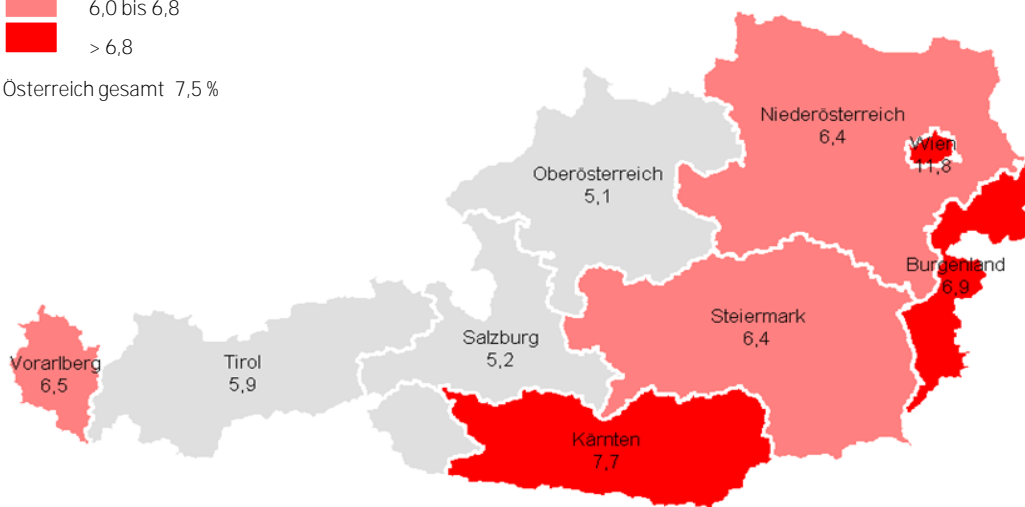 6,0 bis 6,8
> 6,8
Österreich gesamt 7,5 %
Niederösterreich
6,4
Wien
11,8
Oberösterreich
5,1
Burgenland
6,9
Steiermark
6,4
Salzburg
5,2
Vorarlberg
6,5
Tirol
5,9
Kärnten
7,7